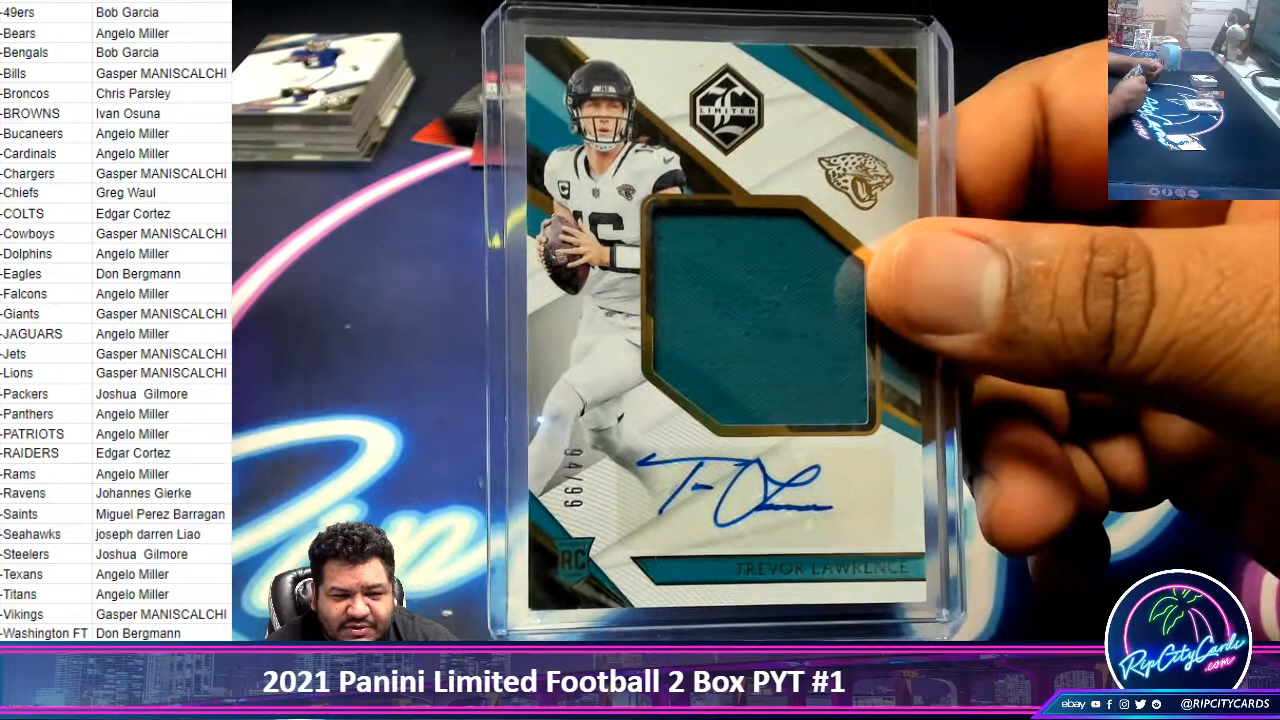 -49ers Bob Garcia
-Bears Angelo Miller
-Bengals Bob Garcia
-Bills Gasper MANISCALCHI
-Broncos Chris Parsley
-BROWNS Ivan Osuna
-Bucaneers Angelo Miller
-Cardinals Angelo Miller
-Chargers Gasper MANISCALCHI
-Chiefs Greg Waul
-COLTS Edgar Cortez
-Cowboys Gasper MANISCALCHI
-Dolphins Angelo Miller
-Eagles Don Bergmann
-Falcons Angelo Miller
-Giants Gasper MANISCALCHI
-JAGUARS Angelo Miller
-Jets Gasper MANISCALCHI
-Lions Gasper MANISCALCHI
-Packers Joshua Gilmore
-Panthers Angelo Miller
-PATRIOTS Angelo Miller
-RAIDERS Edgar Cortez
-Rams Angelo Miller
-Ravens Johannes Gierke
-Saints Miguel Perez Barragan
-Seahawks joseph darren Liao
-Steelers Joshua Gilmore
-Texans Angelo Miller
-Titans Angelo Miller
-Vikings Gasper MANISCALCHI
-Washington FT Don Bergmann
LIMITED
16
94/99
RC
TREVOR LAWRENCE
2021 Panini Limited Football 2 Box PYT #1
RipCityCards
.com
ebay @RIPCITYCARDS